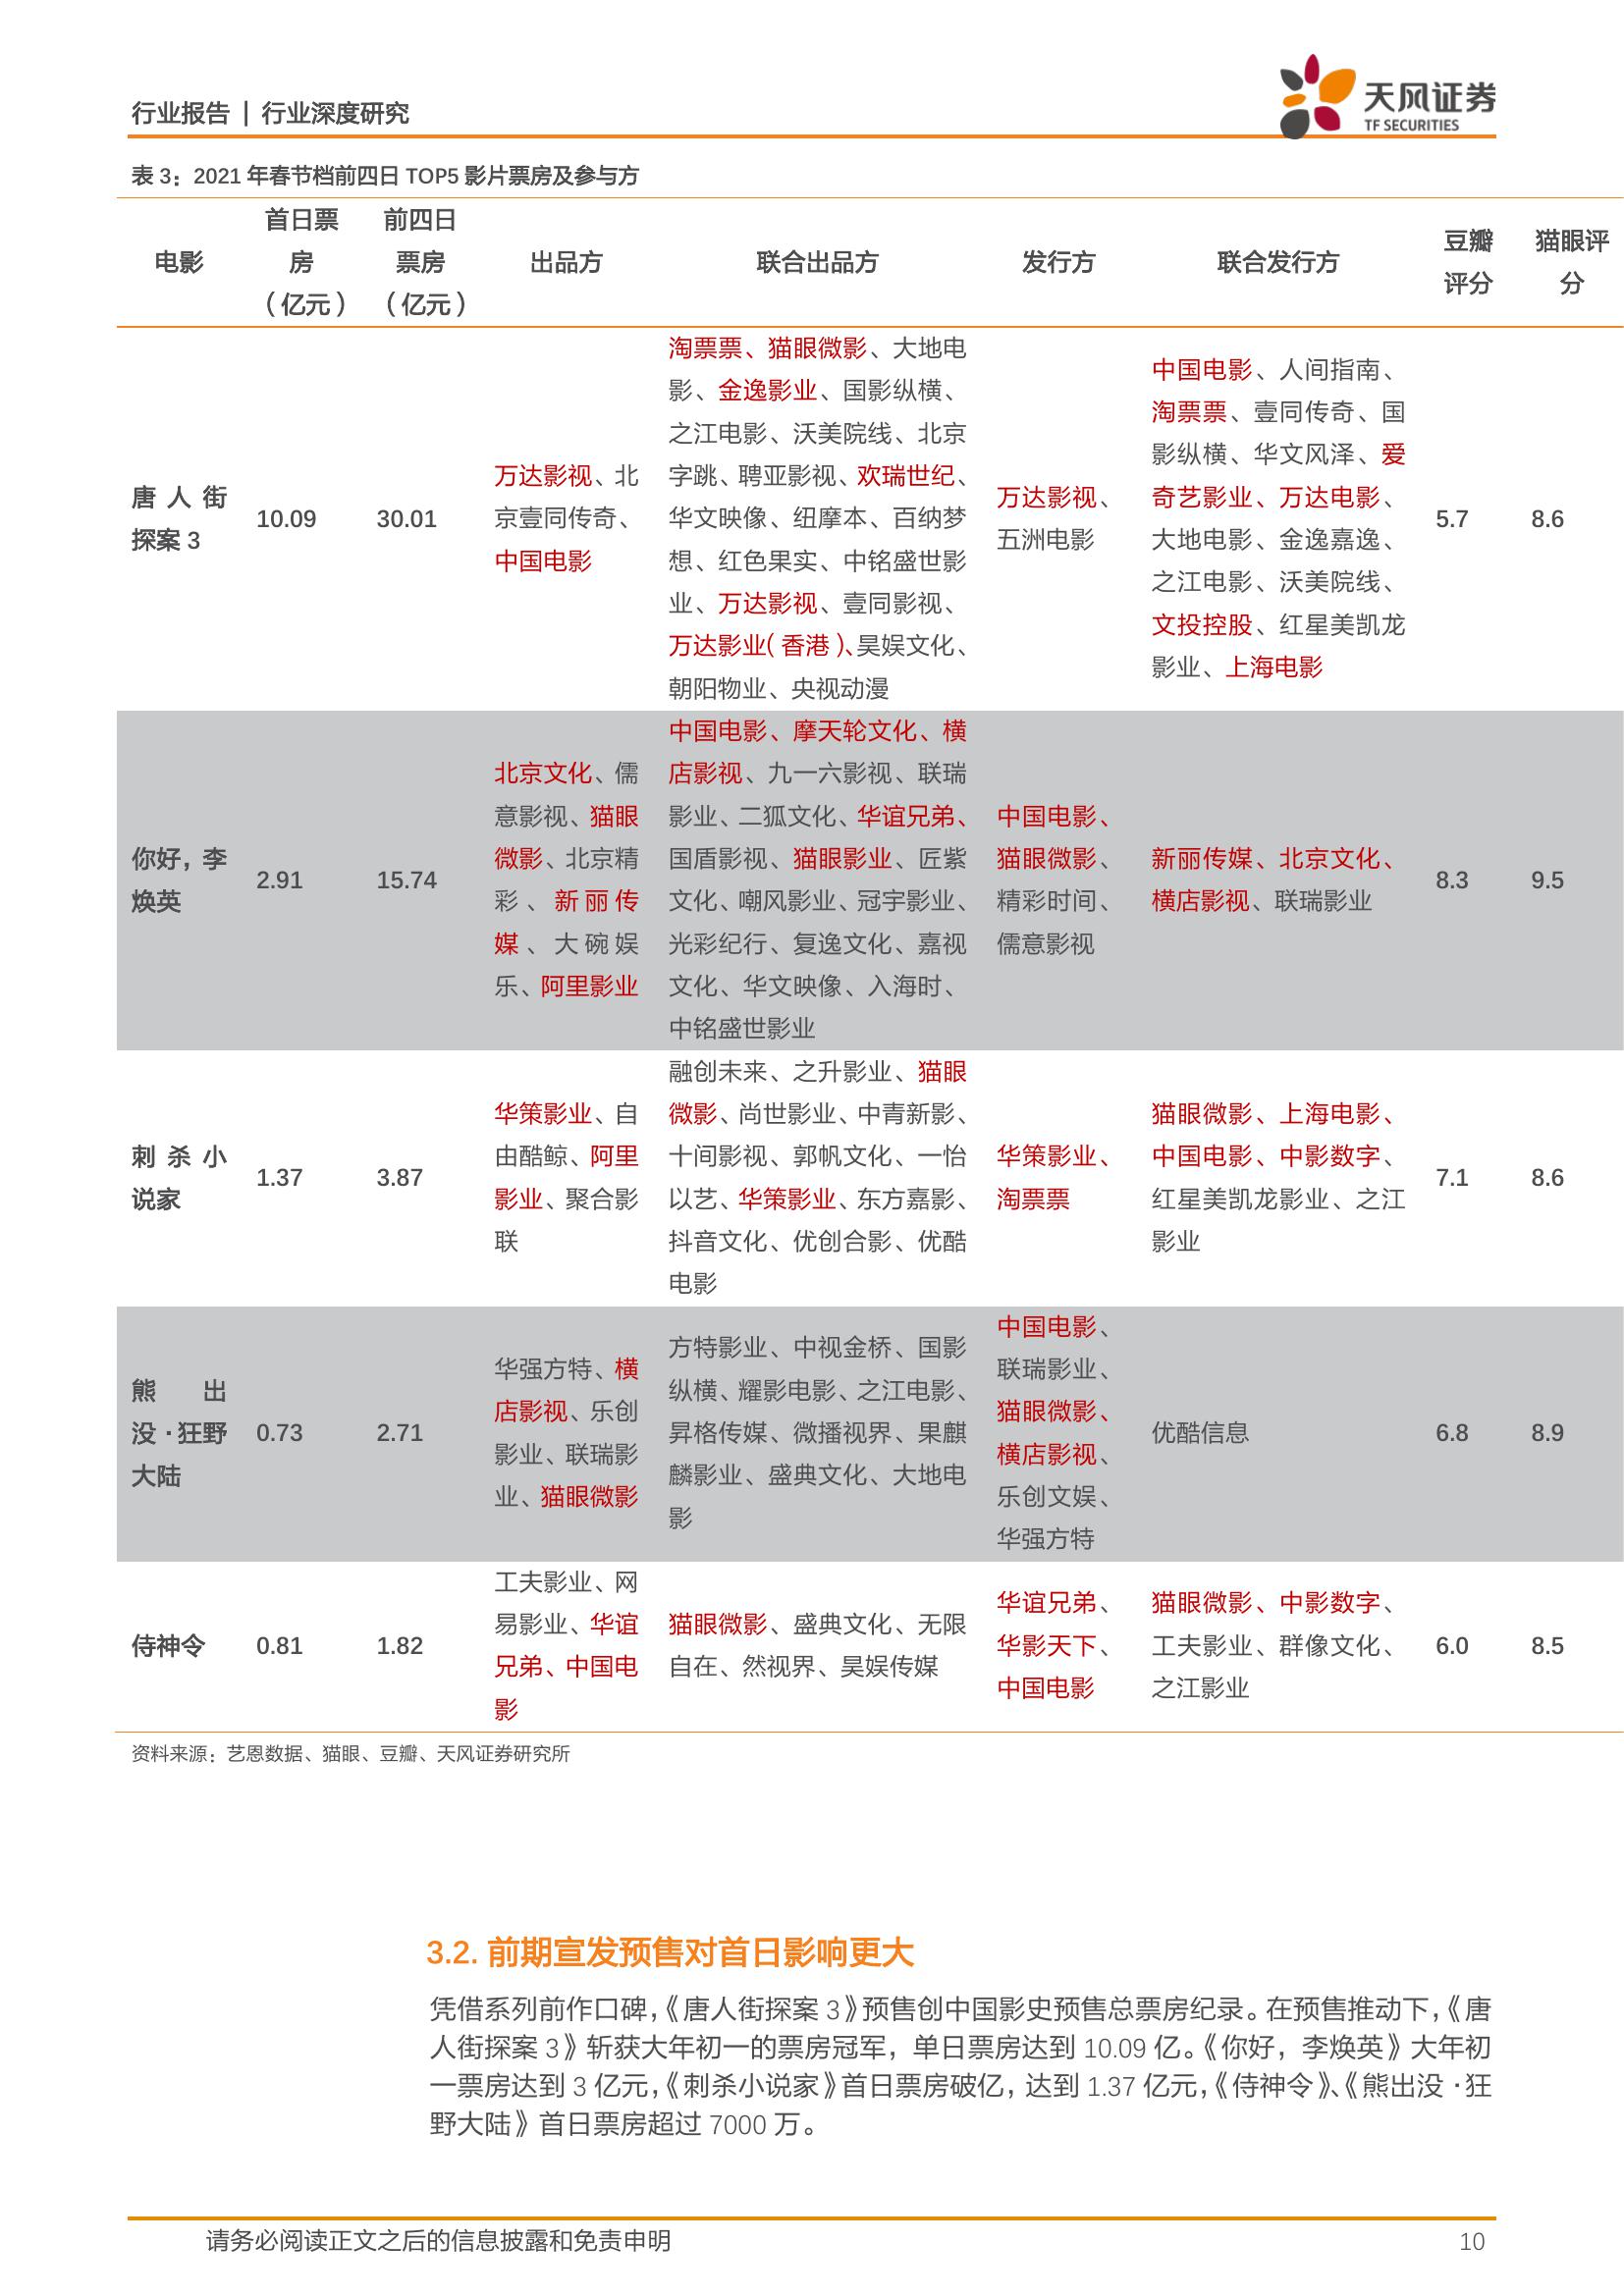 行业报告 | 行业深度研究
天风证券
TF SECURITIES
表 3：2021 年春节档前四日 TOP5 影片票房及参与方
电影
首日票
房
（亿元）
前四日
票房
（亿元）
出品方
联合出品方
发行方
联合发行方
豆瓣
评分
猫眼评
分
唐人街
探案 3
10.09
30.01
万达影视、北
京壹同传奇、
中国电影
淘票票、猫眼微影、大地电
影、金逸影业、国影纵横、
之江电影、沃美院线、北京
字跳、聘亚影视、欢瑞世纪、
华文映像、纽摩本、百纳梦
想、红色果实、中铭盛世影
业、万达影视、壹同影视、
万达影业（香港）、昊娱文化、
朝阳物业、央视动漫
万达影视、
五洲电影
中国电影、人间指南、
淘票票、壹同传奇、国
影纵横、华文风泽、爱
奇艺影业、万达电影、
大地电影、金逸嘉逸、
之江电影、沃美院线、
文投控股、红星美凯龙
影业、上海电影
5.7
8.6
你好，李
焕英
2.91
15.74
北京文化、儒
意影视、猫眼
微影、北京精
彩、新丽传
媒、大碗娱
乐、阿里影业
中国电影、摩天轮文化、横
店影视、九一六影视、联瑞
影业、二狐文化、华谊兄弟、
国盾影视、猫眼影业、匠紫
文化、嘲风影业、冠宇影业、
光彩纪行、复逸文化、嘉视
文化、华文映像、入海时、
中铭盛世影业
中国电影、
猫眼微影、
精彩时间、
儒意影视
新丽传媒、北京文化、
横店影视、联瑞影业
8.3
9.5
刺杀小
说家
1.37
3.87
华策影业、自
由酷鲸、阿里
影业、聚合影
联
融创未来、之升影业、猫眼
微影、尚世影业、中青新影、
十间影视、郭帆文化、一怡
以艺、华策影业、东方嘉影、
抖音文化、优创合影、优酷
电影
华策影业、
淘票票
猫眼微影、上海电影、
中国电影、中影数字、
红星美凯龙影业、之江
影业
7.1
8.6
熊出
没·狂野
大陆
0.73
2.71
华强方特、横
店影视、乐创
影业、联瑞影
业、猫眼微影
方特影业、中视金桥、国影
纵横、耀影电影、之江电影、
昇格传媒、微播视界、果麒
麟影业、盛典文化、大地电
影
中国电影、
联瑞影业、
猫眼微影、
横店影视、
乐创文娱、
华强方特
优酷信息
6.8
8.9
侍神令
0.81
1.82
工夫影业、网
易影业、华谊
兄弟、中国电
影
猫眼微影、盛典文化、无限
自在、然视界、昊娱传媒
华谊兄弟、
华影天下、
中国电影
猫眼微影、中影数字、
工夫影业、群像文化、
之江影业
6.0
8.5
资料来源：艺恩数据、猫眼、豆瓣、天风证券研究所
3.2. 前期宣发预售对首日影响更大
凭借系列前作口碑，《唐人街探案 3》预售创中国影史预售总票房纪录。在预售推动下，《唐
人街探案 3》斩获大年初一的票房冠军，单日票房达到 10.09 亿。《你好，李焕英》大年初
一票房达到 3 亿元，《刺杀小说家》首日票房破亿，达到 1.37 亿元，《侍神令》、《熊出没·狂
野大陆》首日票房超过 7000 万。
请务必阅读正文之后的信息披露和免责申明
10